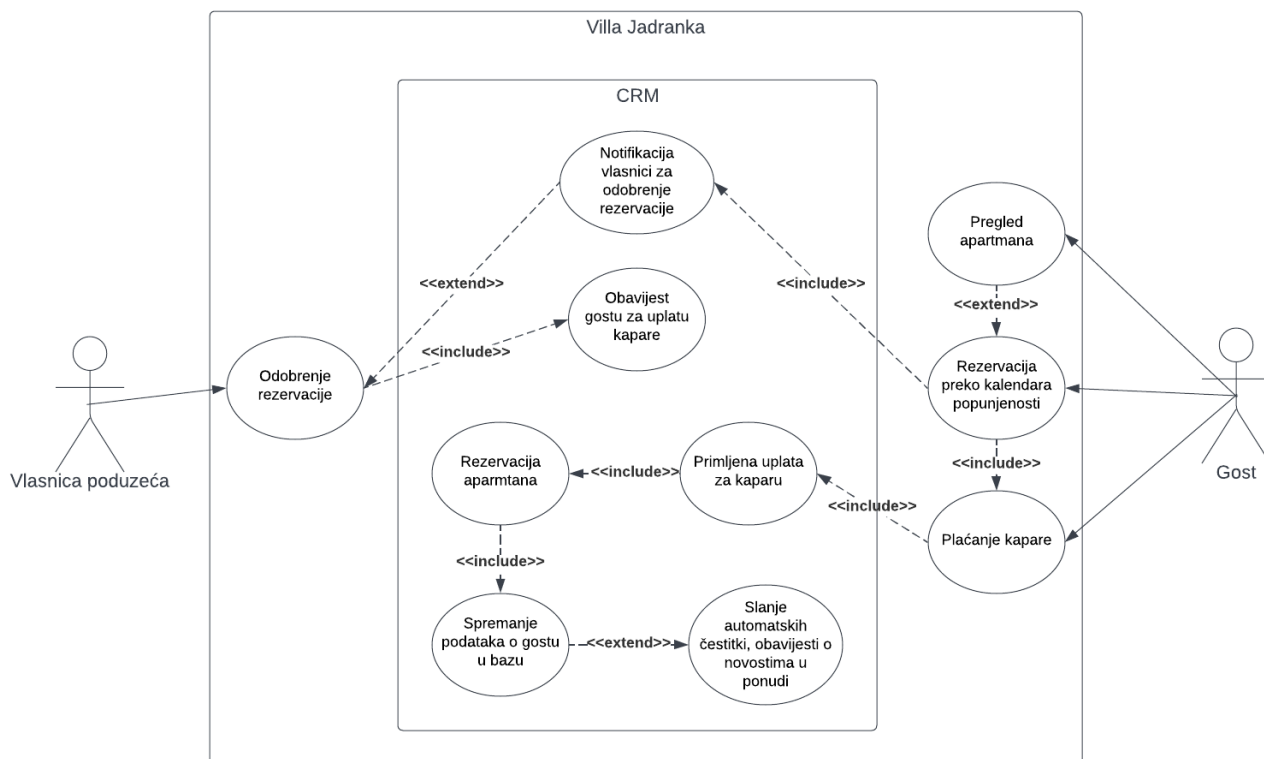 Villa Jadranka
CRM
Notifikacija
vlasnici za
odobrenje
rezervacije
Pregled
apartmana
<<extend>>
<<include>>
<<extend>>
Obavijest
gostu za uplatu
kapare
<<include>>
Odobrenje
rezervacije
Rezervacija
preko kalendara
popunjenosti
Vlasnica poduzeća
Gost
Rezervacija
aparmtana
<<include>>
Primljena uplata
za kaparu
<<include>>
<<include>>
Plaćanje kapare
<<include>>
Spremanje
podataka o gostu
u bazu
<<extend>>
Slanje
automatskih
čestitki, obavijesti o
novostima u
ponudi